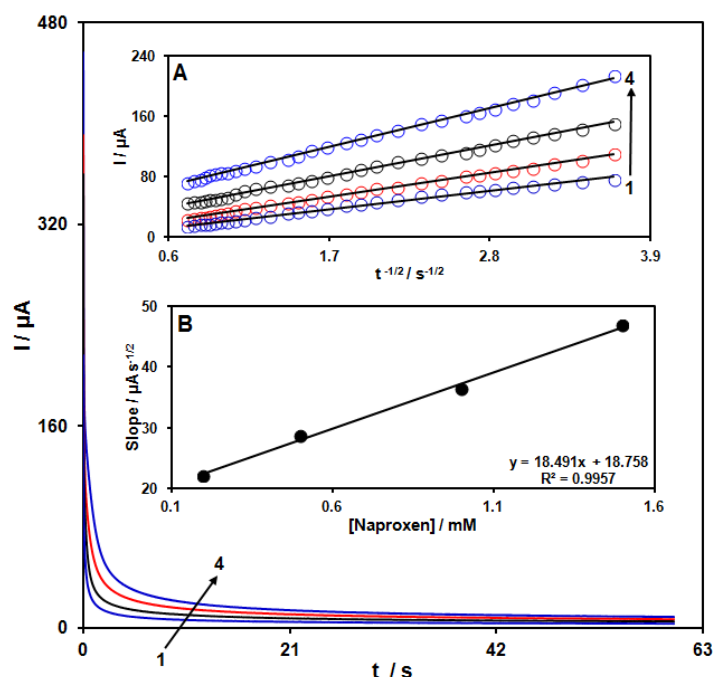 480
320
160
0
I / µA
0
21
42
63
t / s
4
1
A
240
160
80
0
I / µA
0.6
1.7
2.8
3.9
t -1/2 / s-1/2
4
1
B
50
40
30
20
Slope / µA s-1/2
0.1
0.6
1.1
1.6
[Naproxen] / mM
y = 18.491x + 18.758
R² = 0.9957